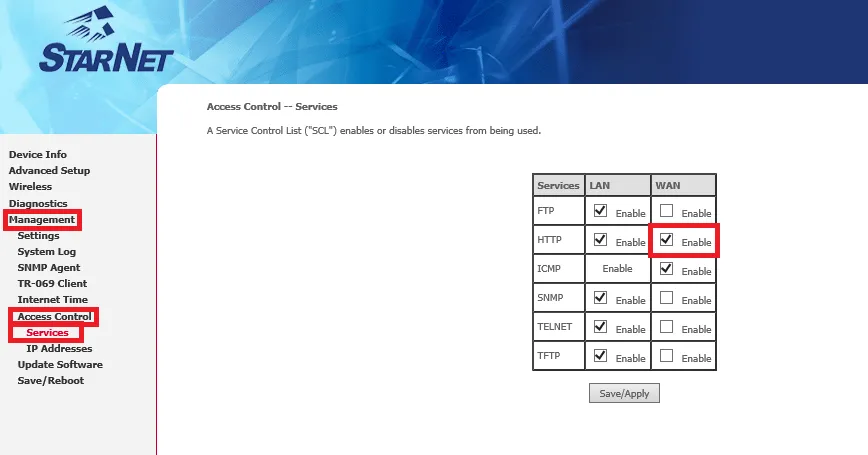 STARNET
Access Control -- Services
A Service Control List ("SCL") enables or disables services from being used.
Device Info
Advanced Setup
Wireless
Diagnostics
Management
Settings
System Log
SNMP Agent
TR-069 Client
Internet Time
Access Control
Services
IP Addresses
Update Software
Save/Reboot
Services LAN WAN
FTP Enable Enable
HTTP Enable Enable
ICMP Enable Enable
SNMP Enable Enable
TELNET Enable Enable
TFTP Enable Enable
Save/Apply